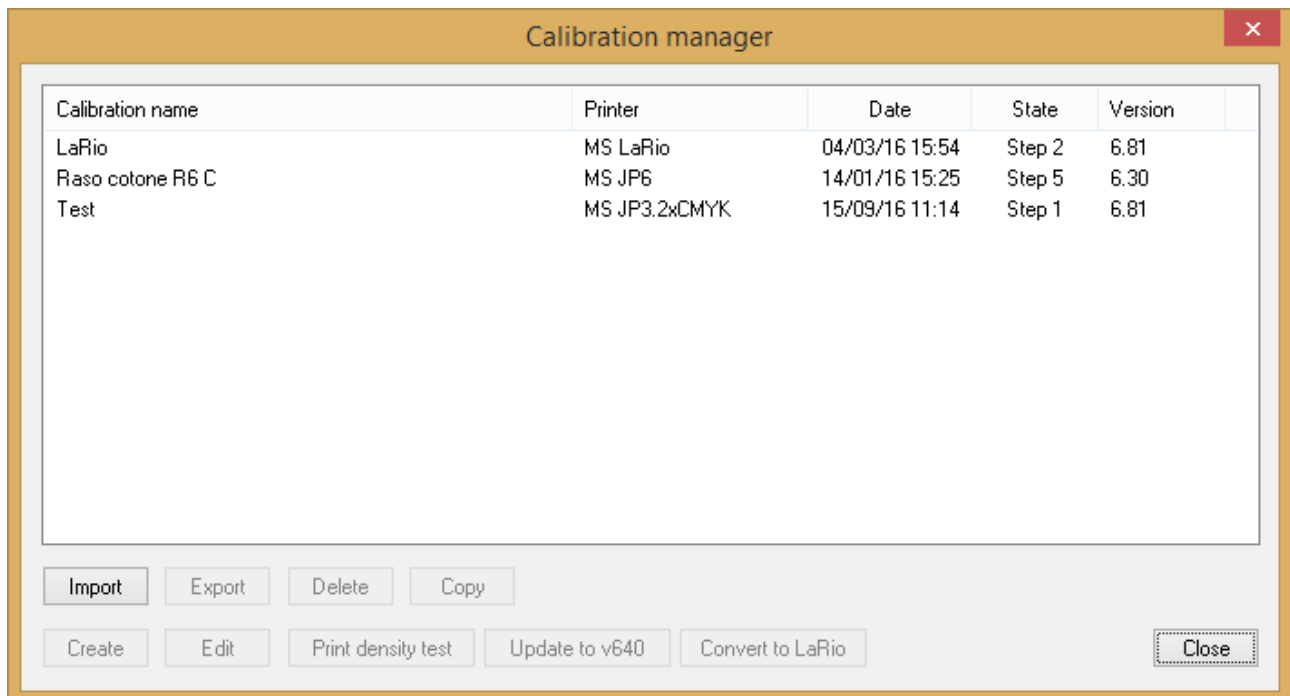 Calibration manager
Calibration name Printer Date State Version
LaRio MS LaRio 04/03/16 15:54 Step 2 6.81
Raso cotone R6 C MS JP6 14/01/16 15:25 Step 5 6.30
Test MS JP3.2xCMYK 15/09/16 11:14 Step 1 6.81
Import Export Delete Copy
Create Edit Print density test Update to v640 Convert to LaRio Close